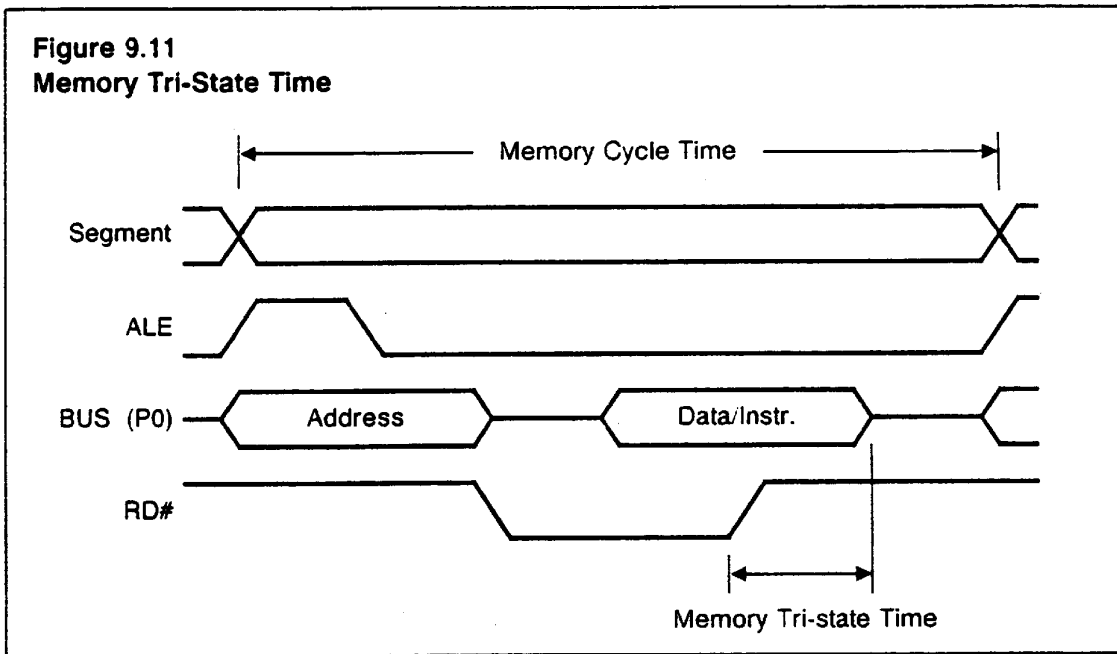 Figure 9.11
Memory Tri-State Time
Memory Cycle Time
Segment
ALE
BUS (P0)
Address
Data/Instr.
RD#
Memory Tri-state Time